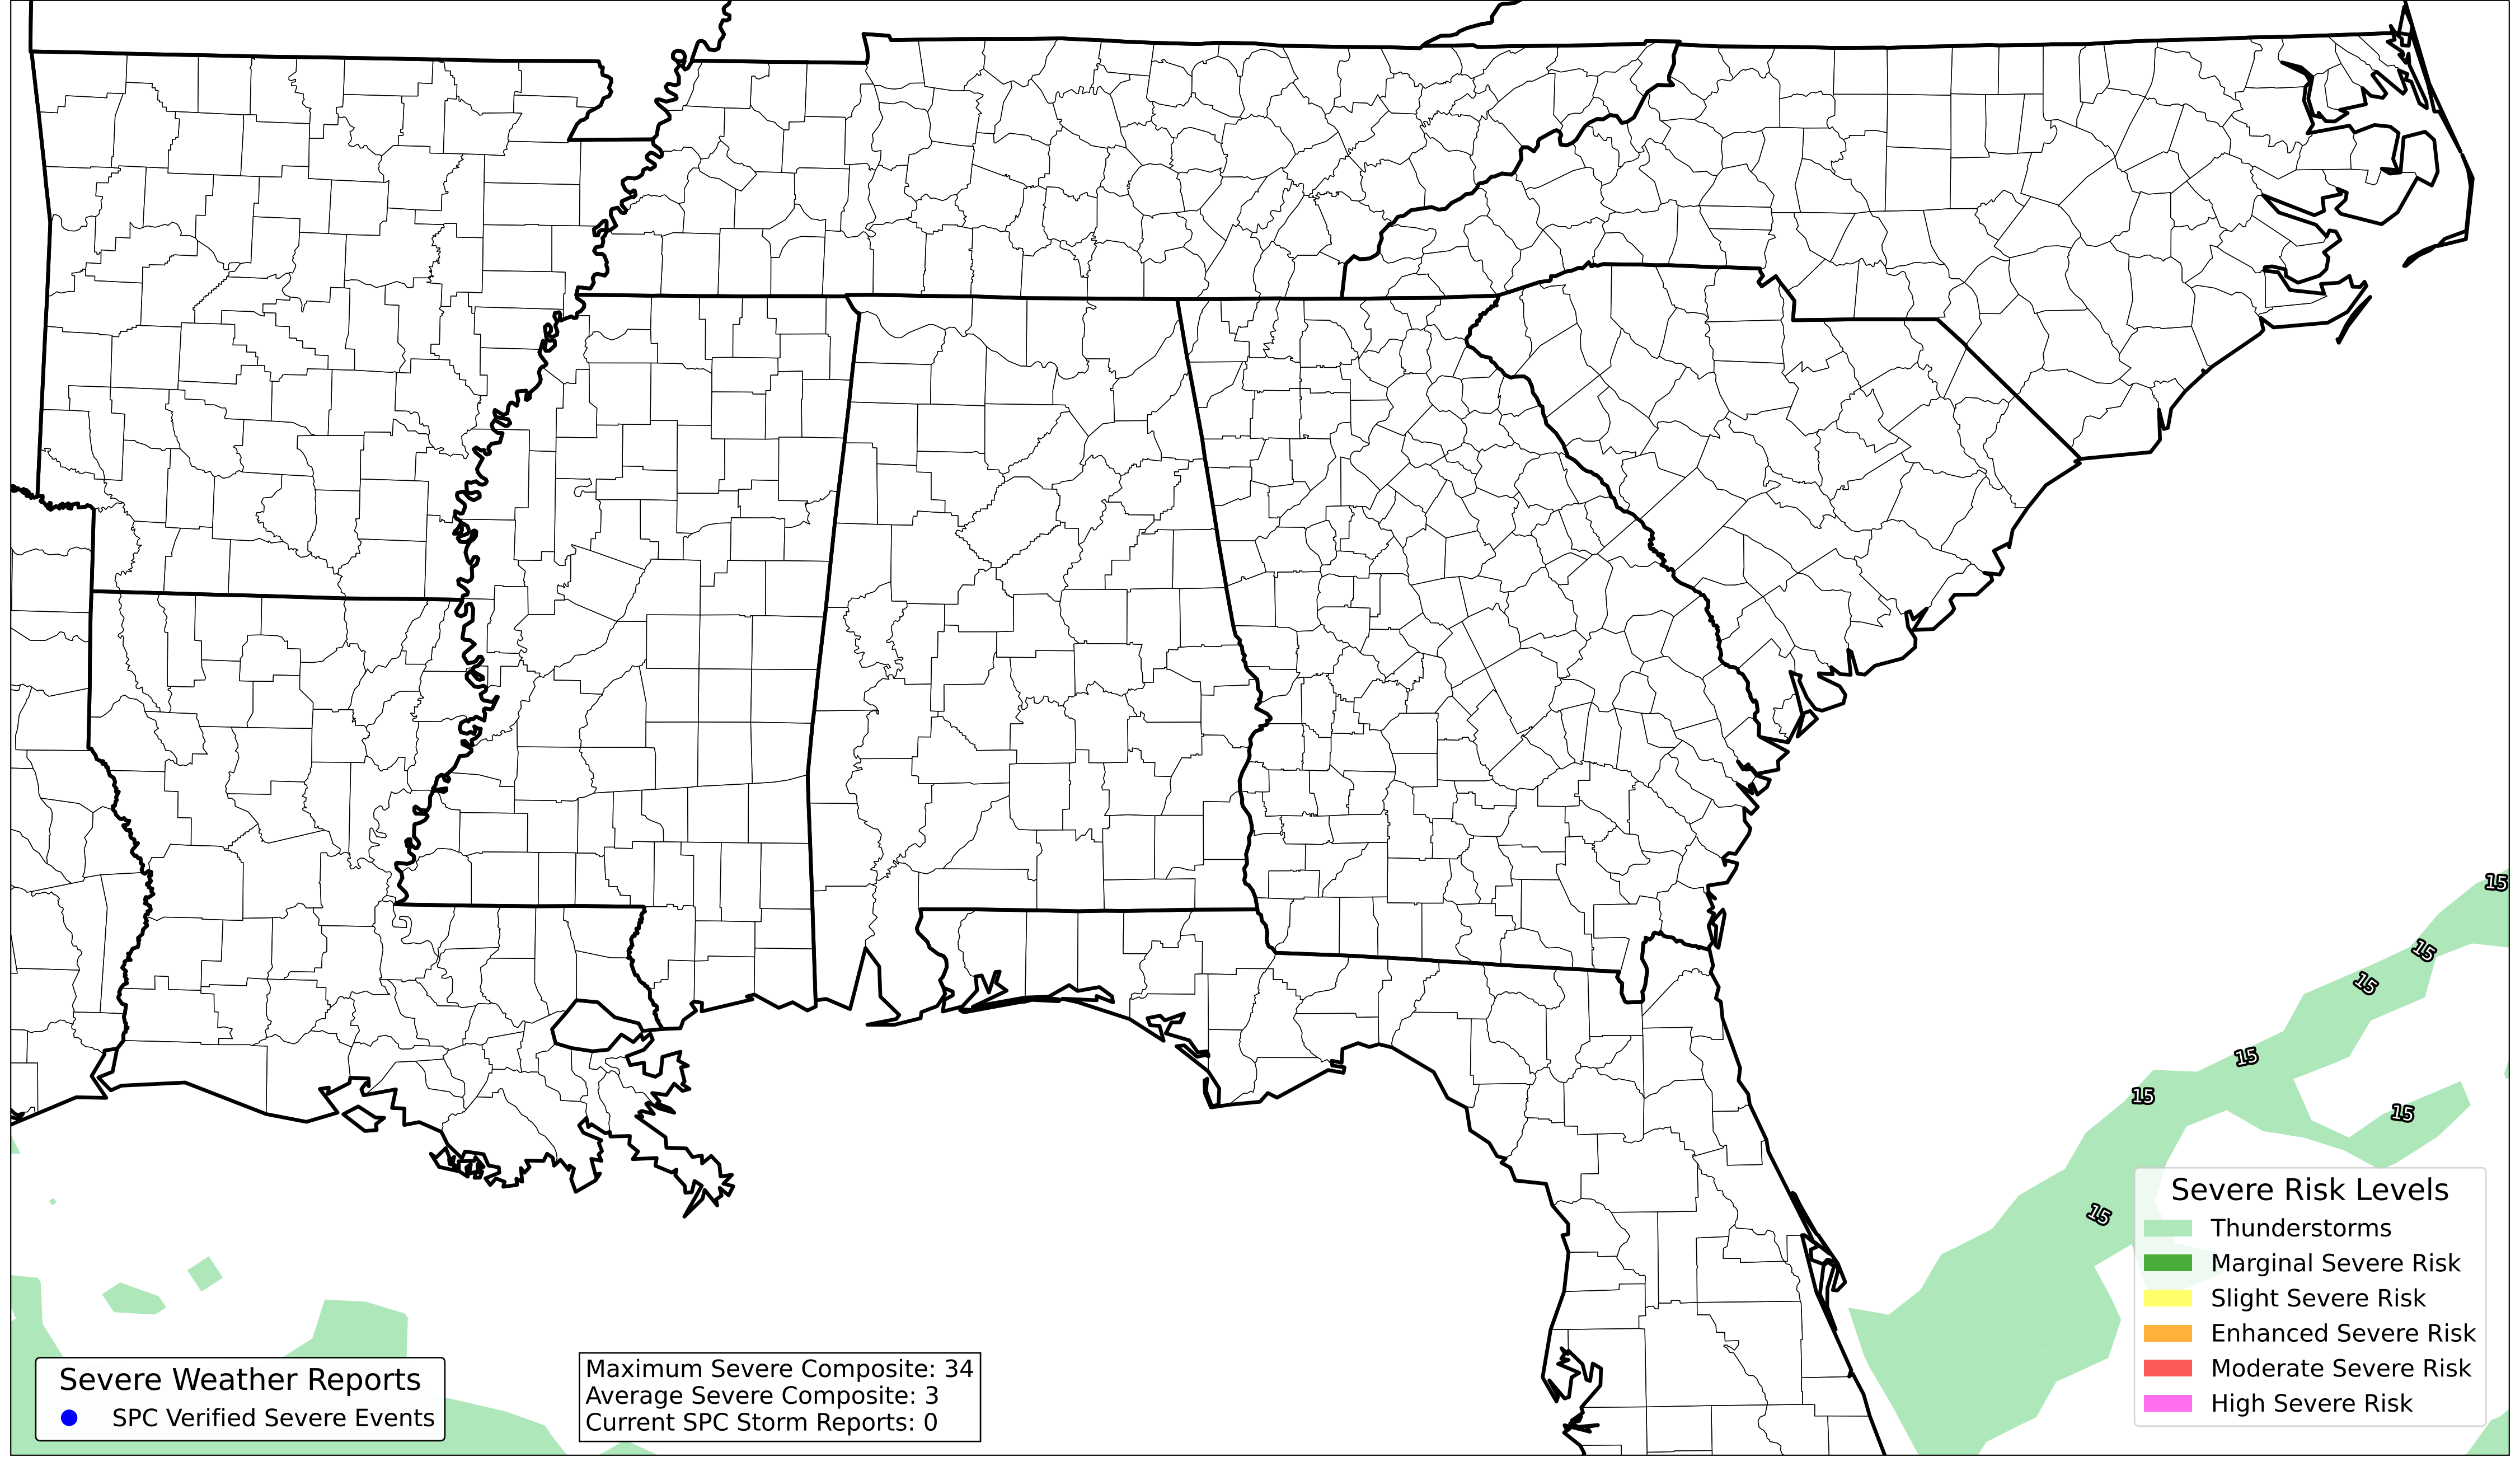 15
15
15
15
15
15
15
Severe Risk Levels
Thunderstorms
Marginal Severe Risk
Slight Severe Risk
Enhanced Severe Risk
Moderate Severe Risk
High Severe Risk
Severe Weather Reports
SPC Verified Severe Events
Maximum Severe Composite: 34
Average Severe Composite: 3
Current SPC Storm Reports: 0